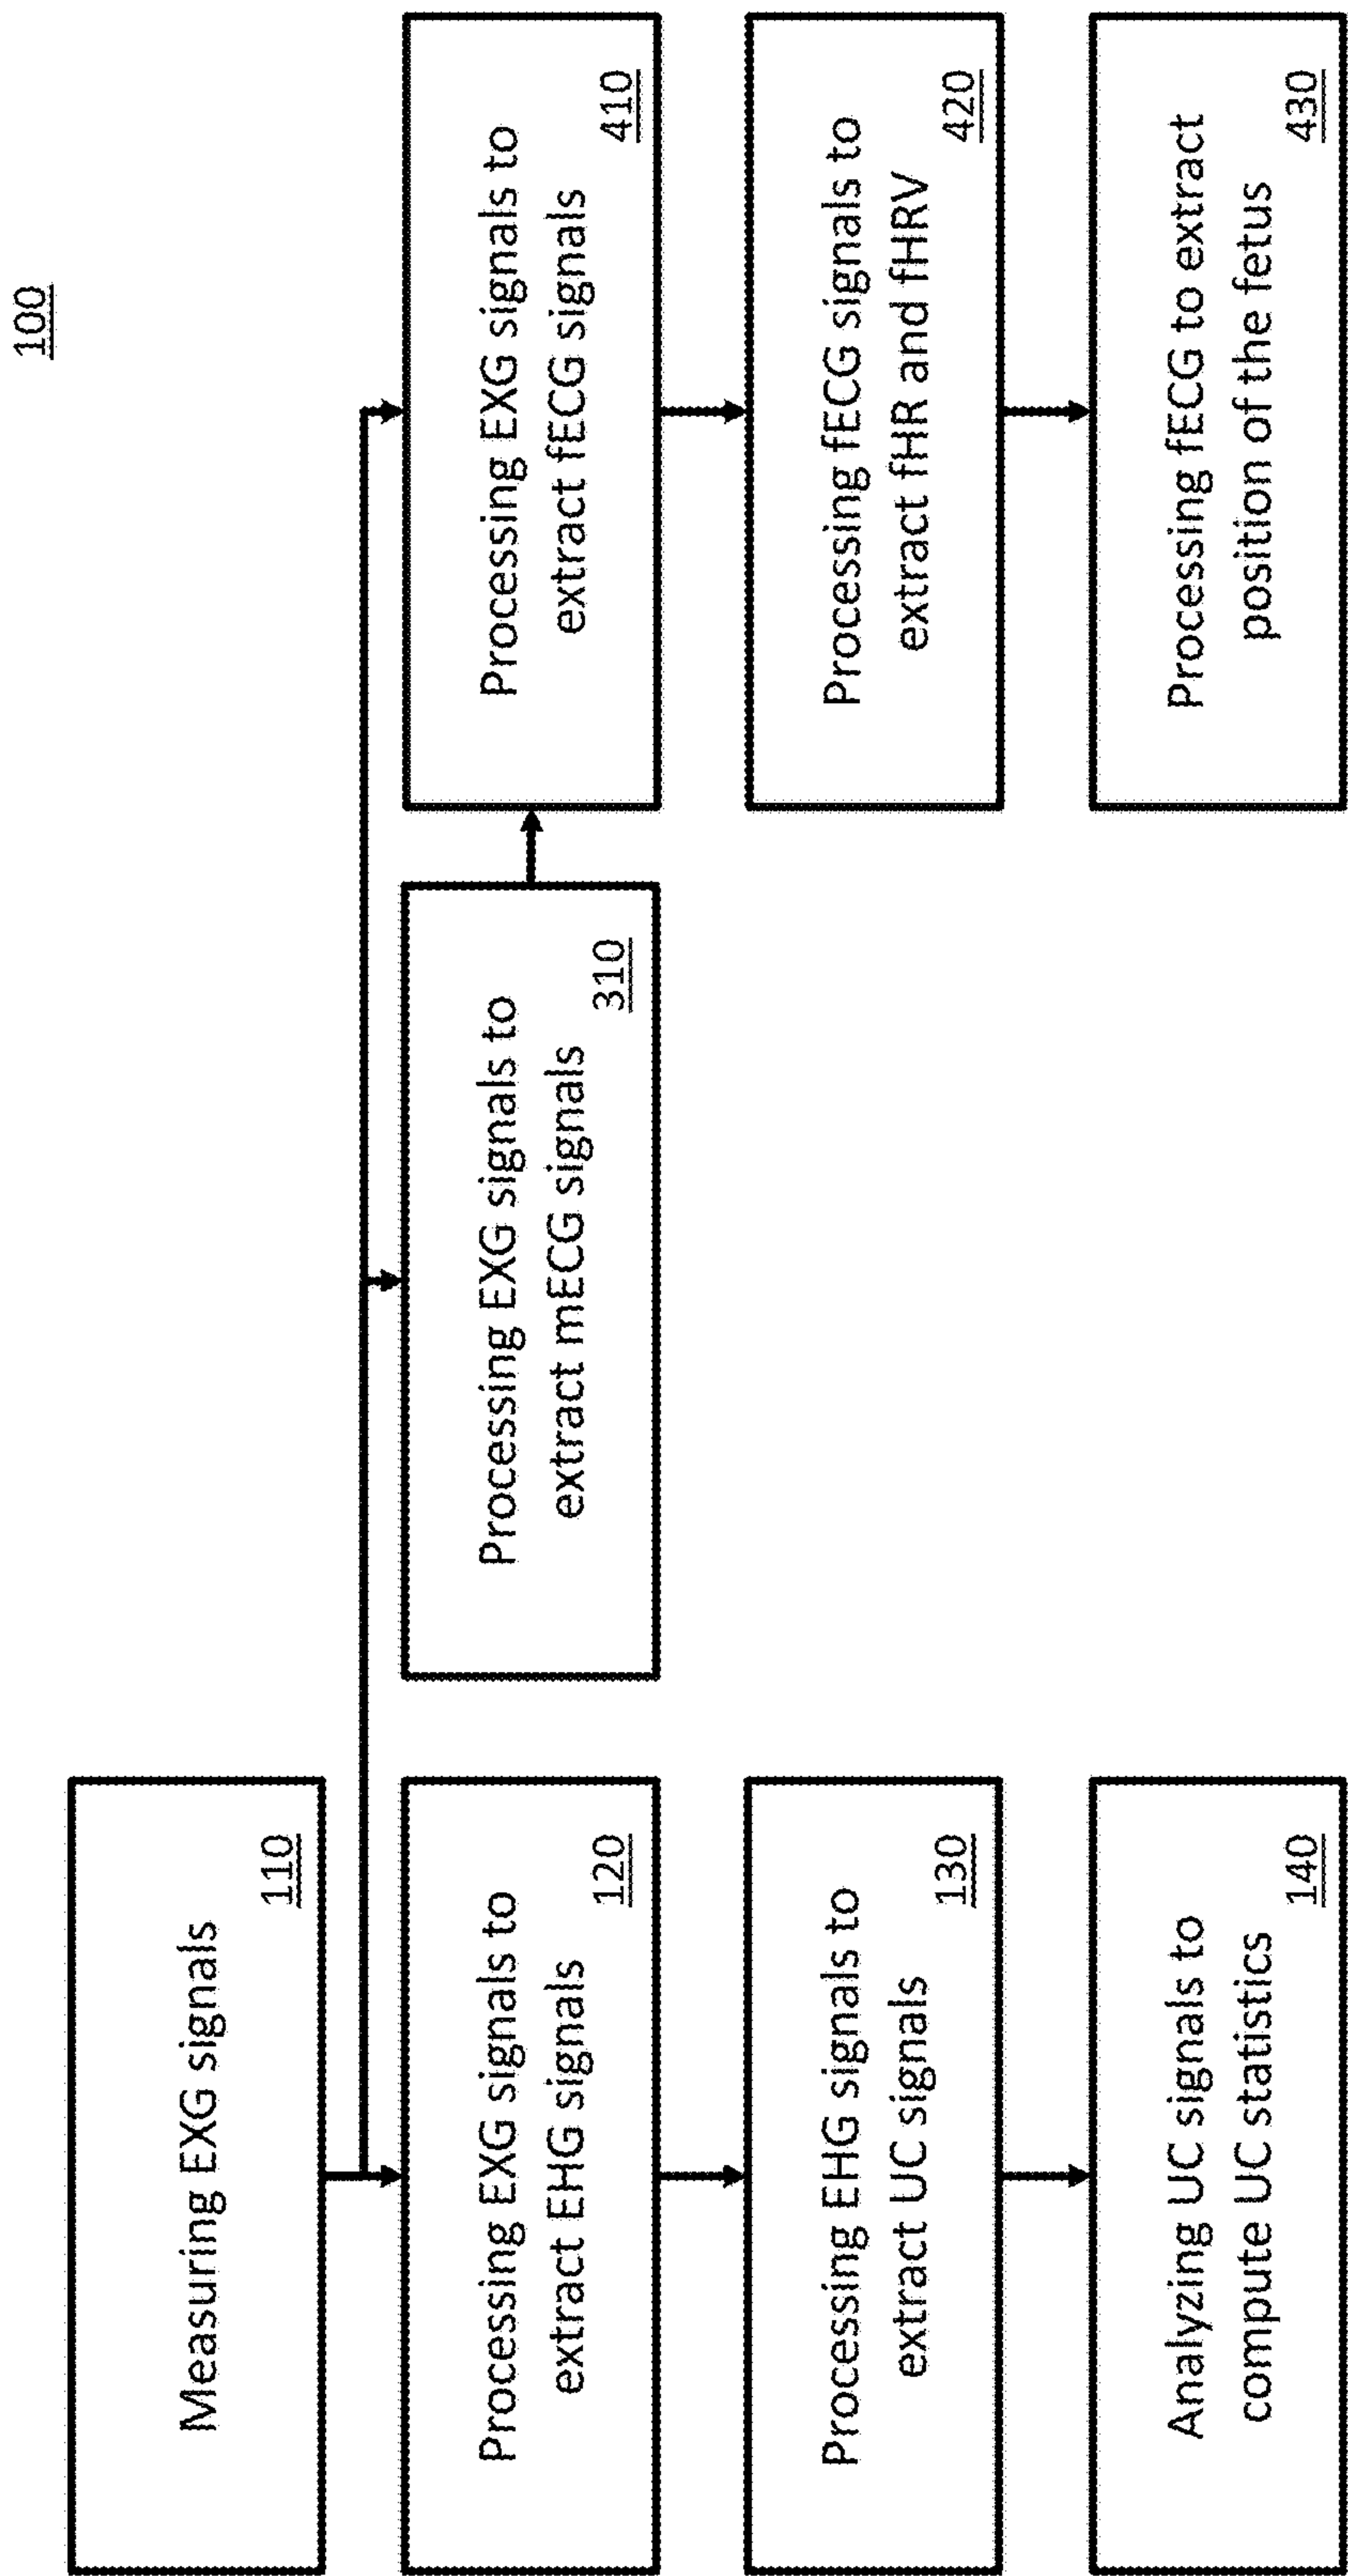 100
Measuring EXG signals
110
Processing EXG signals to
extract EHG signals
120
Processing EXG signals to
extract mECG signals
310
Processing EXG signals to
extract fECG signals
410
Processing EHG signals to
extract UC signals
130
Processing fECG signals to
extract fHR and fHRV
420
Analyzing UC signals to
compute UC statistics
140
Processing fECG to extract
position of the fetus
430